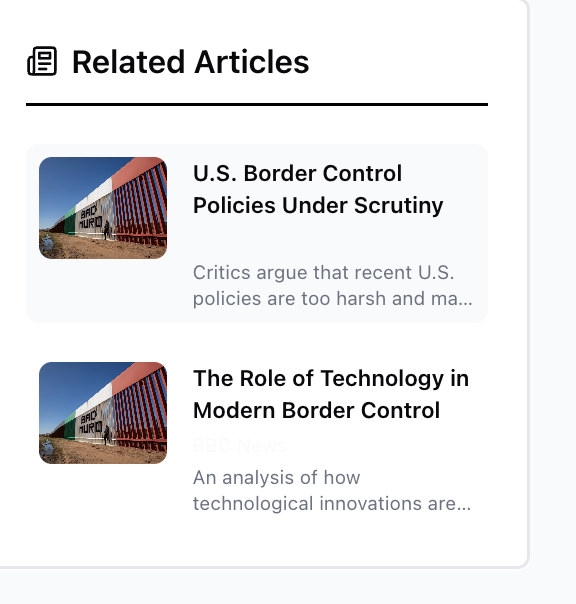 Related Articles
U.S. Border Control
Policies Under Scrutiny
Critics argue that recent U.S.
policies are too harsh and ma...
The Role of Technology in
Modern Border Control
BBC News
An analysis of how
technological innovations are...